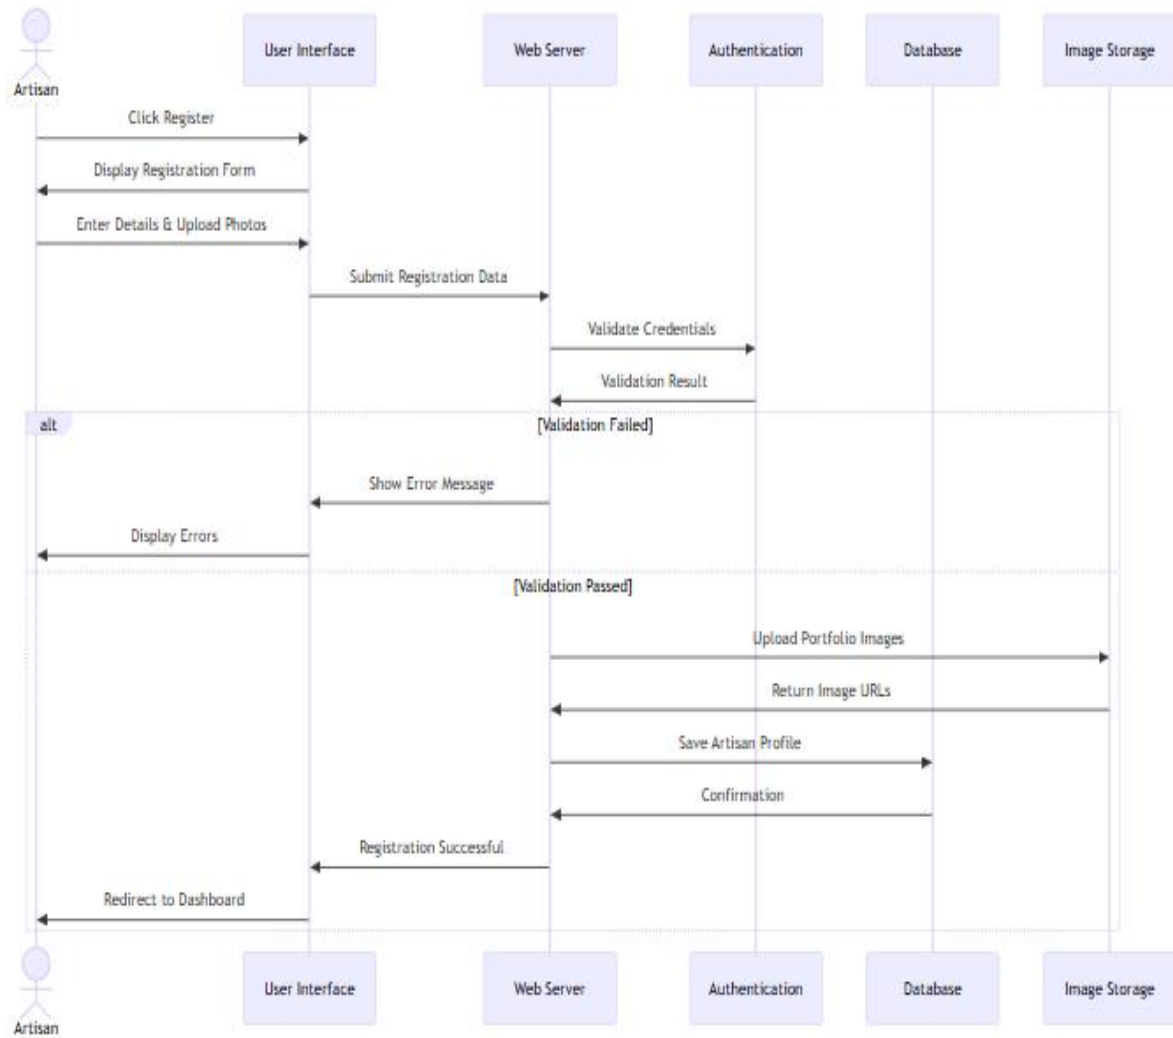 User Interface
Web Server
Authentication
Database
Image Storage
Artisan
Click Register
Display Registration Form
Enter Details & Upload Photos
Submit Registration Data
Validate Credentials
Validation Result
alt
[Validation Failed]
Show Error Message
Display Errors
[Validation Passed]
Upload Portfolio Images
Return Image URLs
Save Artisan Profile
Confirmation
Registration Successful
Redirect to Dashboard
User Interface
Web Server
Authentication
Database
Image Storage
Artisan